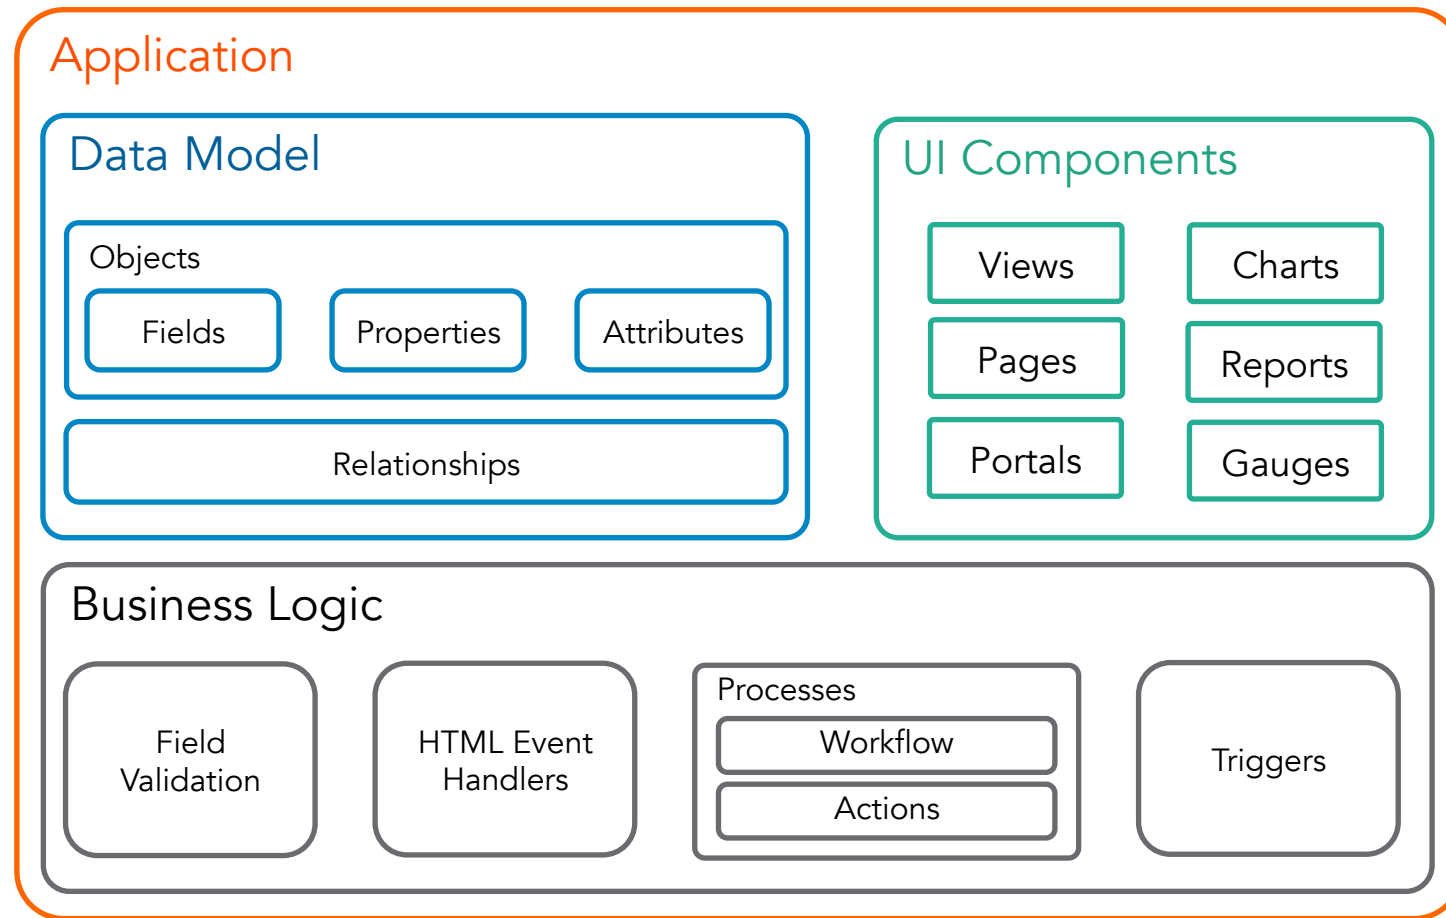 Application
Data Model
Objects
Fields
Properties
Attributes
Relationships
UI Components
Views
Charts
Pages
Reports
Portals
Gauges
Business Logic
Field
Validation
HTML Event
Handlers
Processes
Workflow
Actions
Triggers